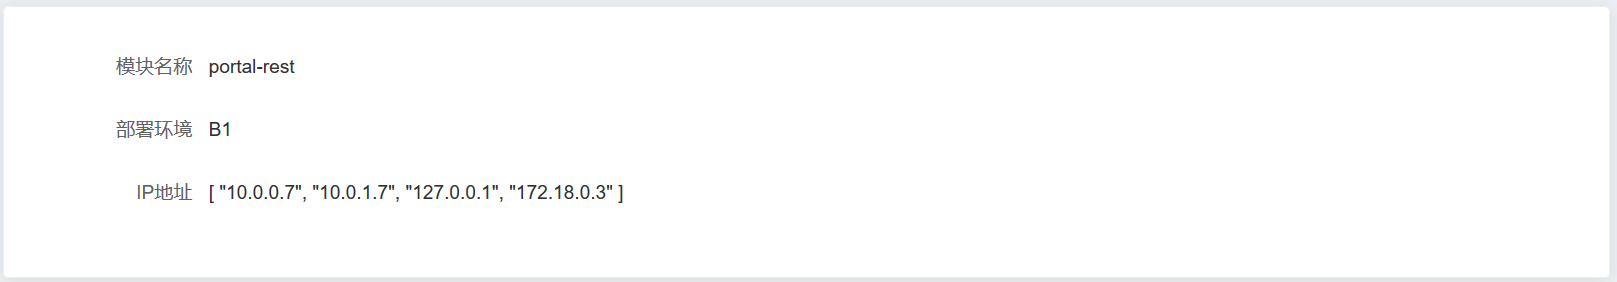 模块名称 portal-rest
部署环境 B1
IP地址 [ "10.0.0.7", "10.0.1.7", "127.0.0.1", "172.18.0.3" ]